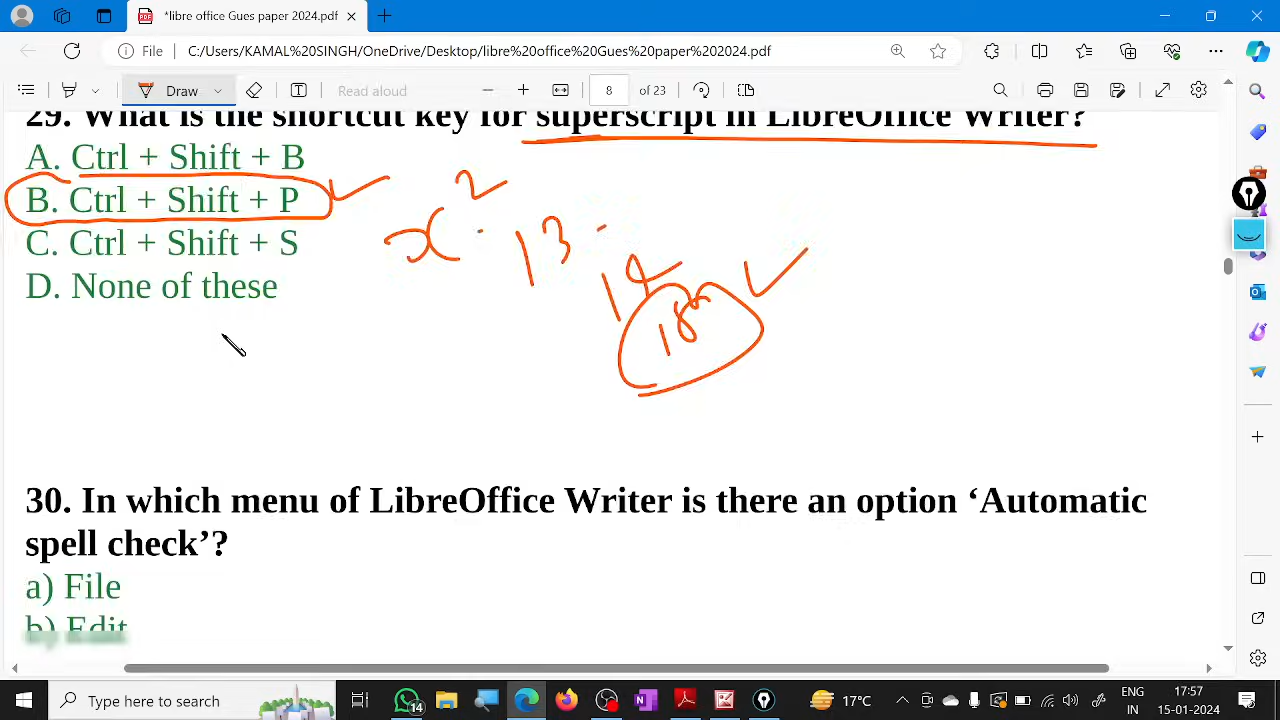 *libre office Gues paper 2024.pdf
File
C:/Users/KAMAL%20SINGH/OneDrive/Desktop/libre%20office%20Gues%20paper%202024.pdf
Draw
Read aloud
8
of 23
29. What is the shortcut key for superscript in LibreOffice Writer?
A. Ctrl + Shift + B
B. Ctrl + Shift + P
C. Ctrl + Shift + S
D. None of these
x²
13
30. In which menu of LibreOffice Writer is there an option ‘Automatic
spell check’?
a) File
b) Edit
Type here to search
14
17°C
ENG
IN
17:57
15-01-2024